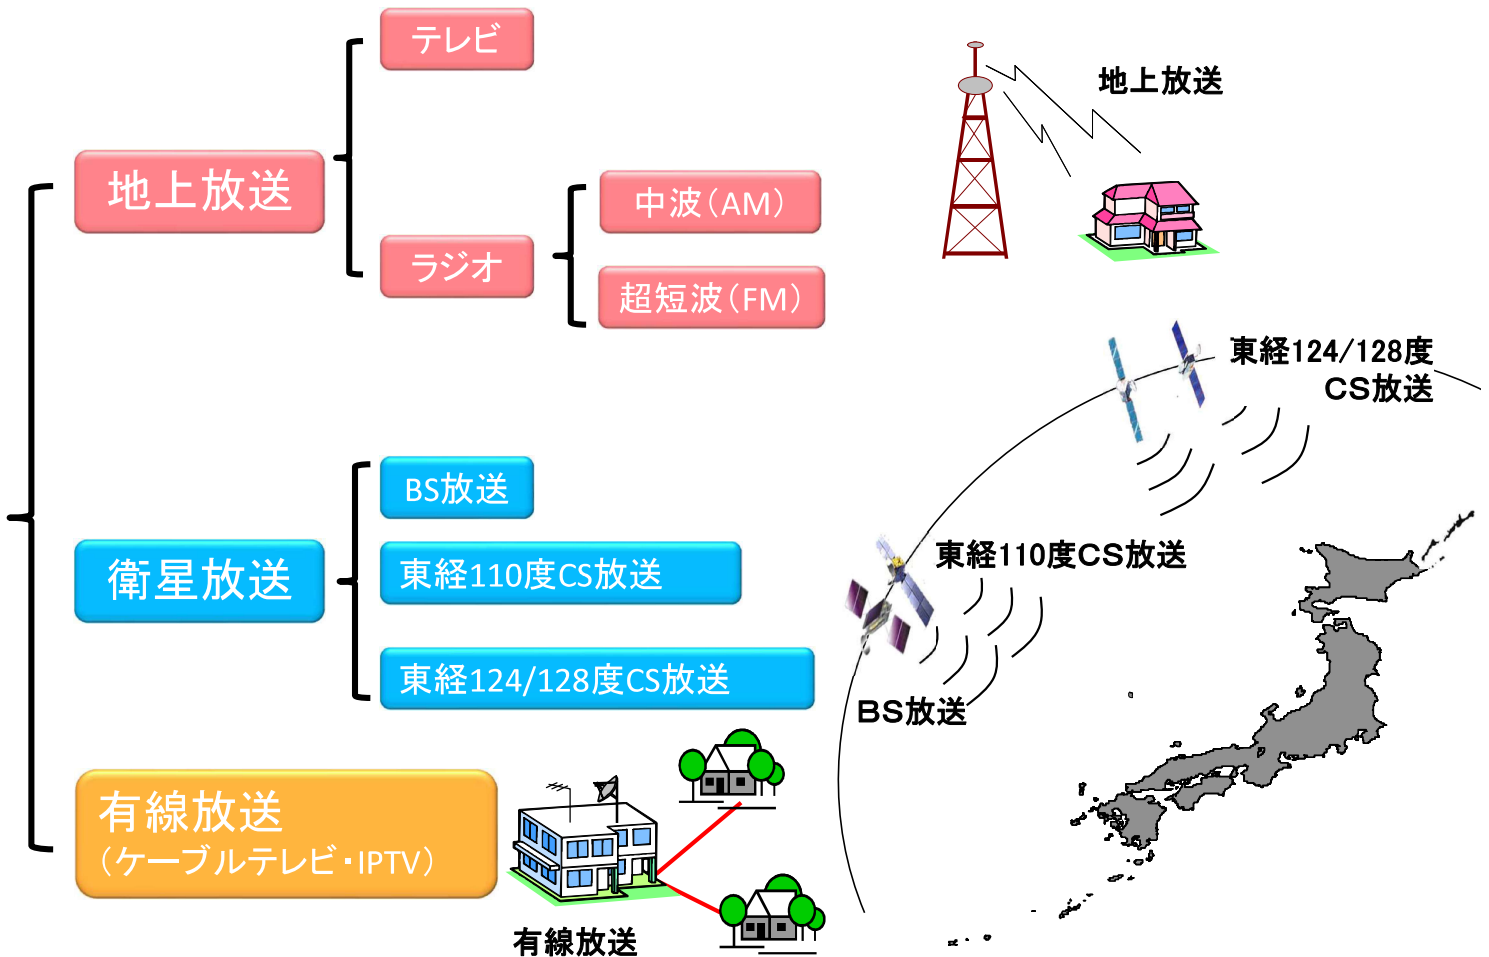 テレビ
地上放送
ラジオ
中波（AM）
超短波（FM）
衛星放送
BS放送
東経110度CS放送
東経124/128度CS放送
有線放送
（ケーブルテレビ・IPTV）
地上放送
東経124/128度
ＣＳ放送
東経110度ＣＳ放送
ＢＳ放送
有線放送